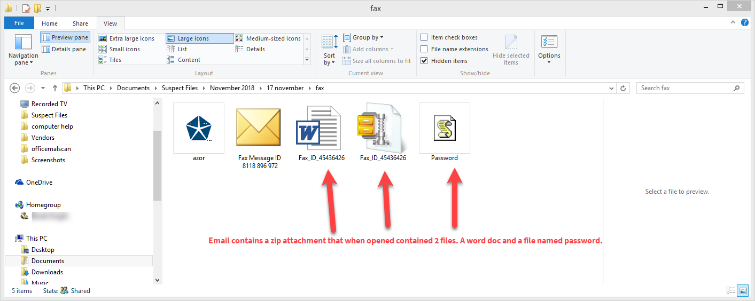 fax
File Home Share View
Navigation pane
Preview pane
Details pane
Panes
Extra large icons Large icons Medium-sized icons
Small icons List Details
Tiles Content
Layout
Sort by
Group by
Add columns
Size all columns to fit
Current view
Item check boxes
File name extensions
Hidden items
Hide selected items
Show/hide
Options
This PC Documents Suspect Files November 2018 17 november fax
Search fax
Recorded TV
Suspect Files
computer help
Vendors
officemalscan
Screenshots
OneDrive
Homegroup
This PC
Desktop
Documents
Downloads
Music
azor
Fax Message ID
8118 896 972
Fax_ID_45436426
Fax_ID_45436426
Password
Email contains a zip attachment that when opened contained 2 files. A word doc and a file named password.
Select a file to preview.
5 items State: Shared